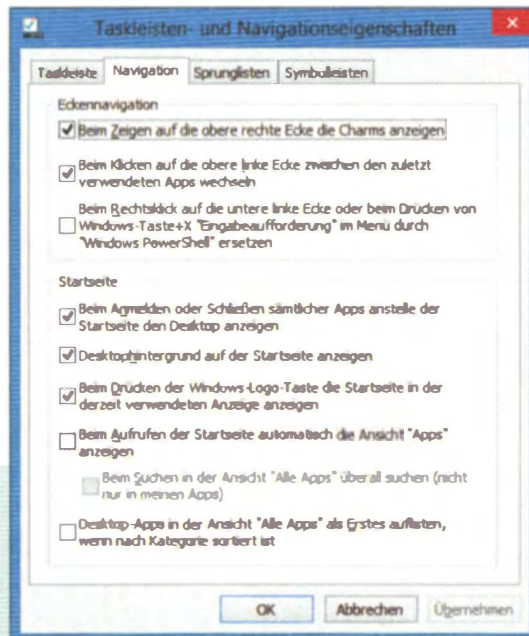 Taskleisten- und Navigationseigenschaften
Taskleiste Navigation Sprunglisten Symbolleisten
Eckennavigation
Beim Zeigen auf die obere rechte Ecke die Charms anzeigen
Beim Klicken auf die obere linke Ecke zwischen den zuletzt
verwendeten Apps wechseln
Beim Rechtsklick auf die untere linke Ecke oder beim Drücken von
Windows-Taste+X "Eingabeaufforderung" im Menü durch
"Windows PowerShell" ersetzen
Startseite
Beim Anmelden oder Schließen sämtlicher Apps anstelle der
Startseite den Desktop anzeigen
Desktophintergrund auf der Startseite anzeigen
Beim Drücken der Windows-Logo-Taste die Startseite in der
derzeit verwendeten Anzeige anzeigen
Beim Aufrufen der Startseite automatisch die Ansicht "Apps"
anzeigen
Beim Suchen in der Ansicht "Alle Apps" überall suchen (nicht
nur in meinen Apps)
Desktop-Apps in der Ansicht "Alle Apps" als Erstes auflisten,
wenn nach Kategorie sortiert ist
OK Abbrechen Übernehmen